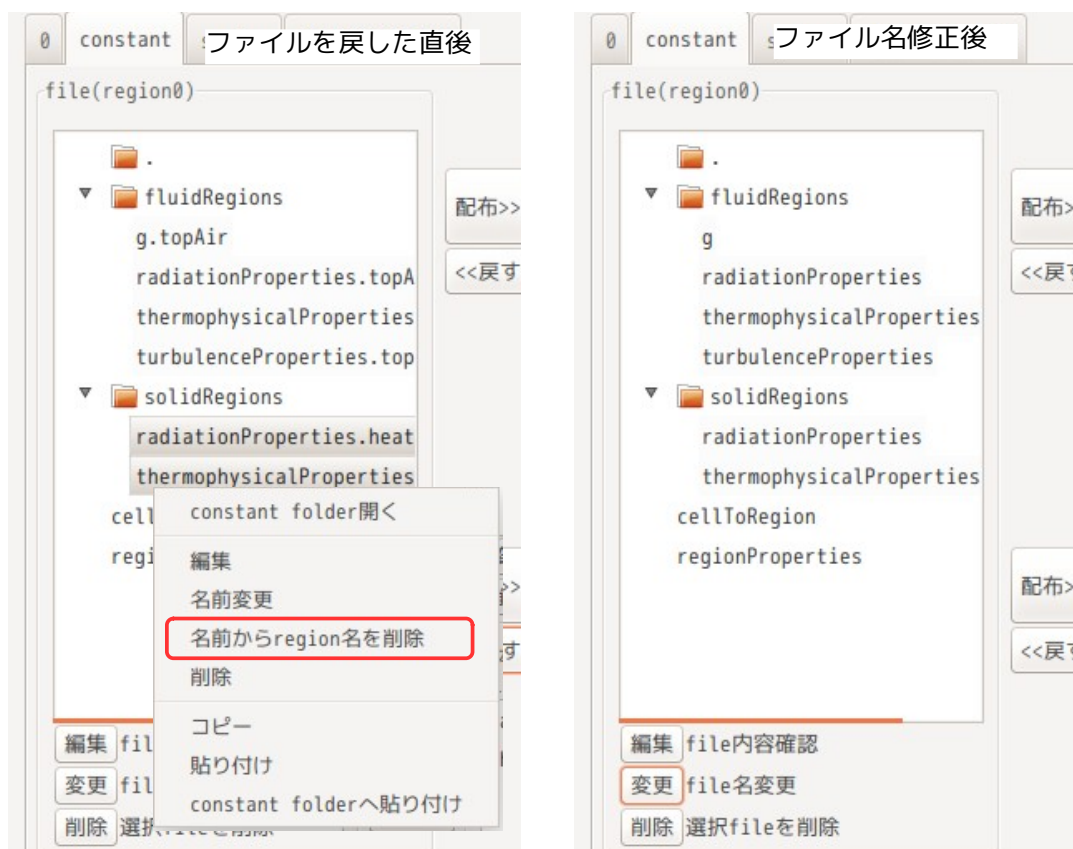 0 constant s ファイルを戻した直後
file(region0)
.
fluidRegions
配布>>
g.topAir
<<戻す
radiationProperties.topA
thermophysicalProperties
turbulenceProperties.top
solidRegions
radiationProperties.heat
thermophysicalProperties
cell
constant folder開く
regi
編集
名前変更
名前からregion名を削除
す
削除
コピー
編集 fil
貼り付け
変更 fil
constant folderへ貼り付け
削除
0 constant s ファイル名修正後
file(region0)
.
fluidRegions
配布>
g
<<戻す
radiationProperties
thermophysicalProperties
turbulenceProperties
solidRegions
radiationProperties
thermophysicalProperties
cellToRegion
regionProperties
配布>
<<戻す
編集 file内容確認
変更 file名変更
削除 選択fileを削除